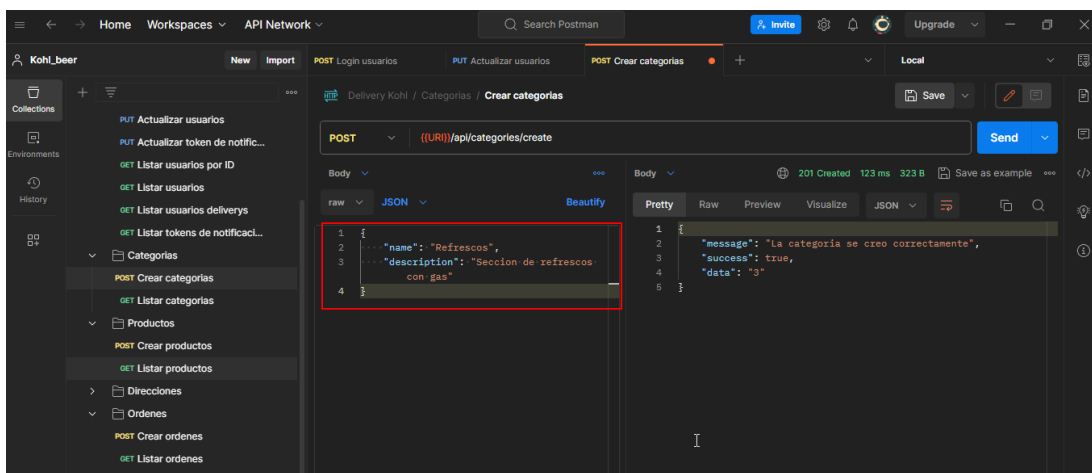 Home Workspaces API Network Search Postman Invite Upgrade
Kohl_beer New Import POST Login usuarios PUT Actualizar usuarios POST Crear categorias Local
Collections
Environments
History
PUT Actualizar usuarios
PUT Actualizar token de notific...
GET Listar usuarios por ID
GET Listar usuarios
GET Listar usuarios deliverys
GET Listar tokens de notificaci...
Categorias
POST Crear categorias
GET Listar categorias
Productos
POST Crear productos
GET Listar productos
Direcciones
Ordenes
POST Crear ordenes
GET Listar ordenes
HTTP Delivery Kohl / Categorias / Crear categorias Save
POST {{URI}}/api/categories/create Send
Body
raw JSON Beautify
1 {
2 "name": "Refrescos",
3 "description": "Seccion de refrescos
con gas"
4 }
Body 201 Created 123 ms 323 B Save as example
Pretty Raw Preview Visualize JSON
1 {
2 "message": "La categoria se creo correctamente",
3 "success": true,
4 "data": "3"
5 }